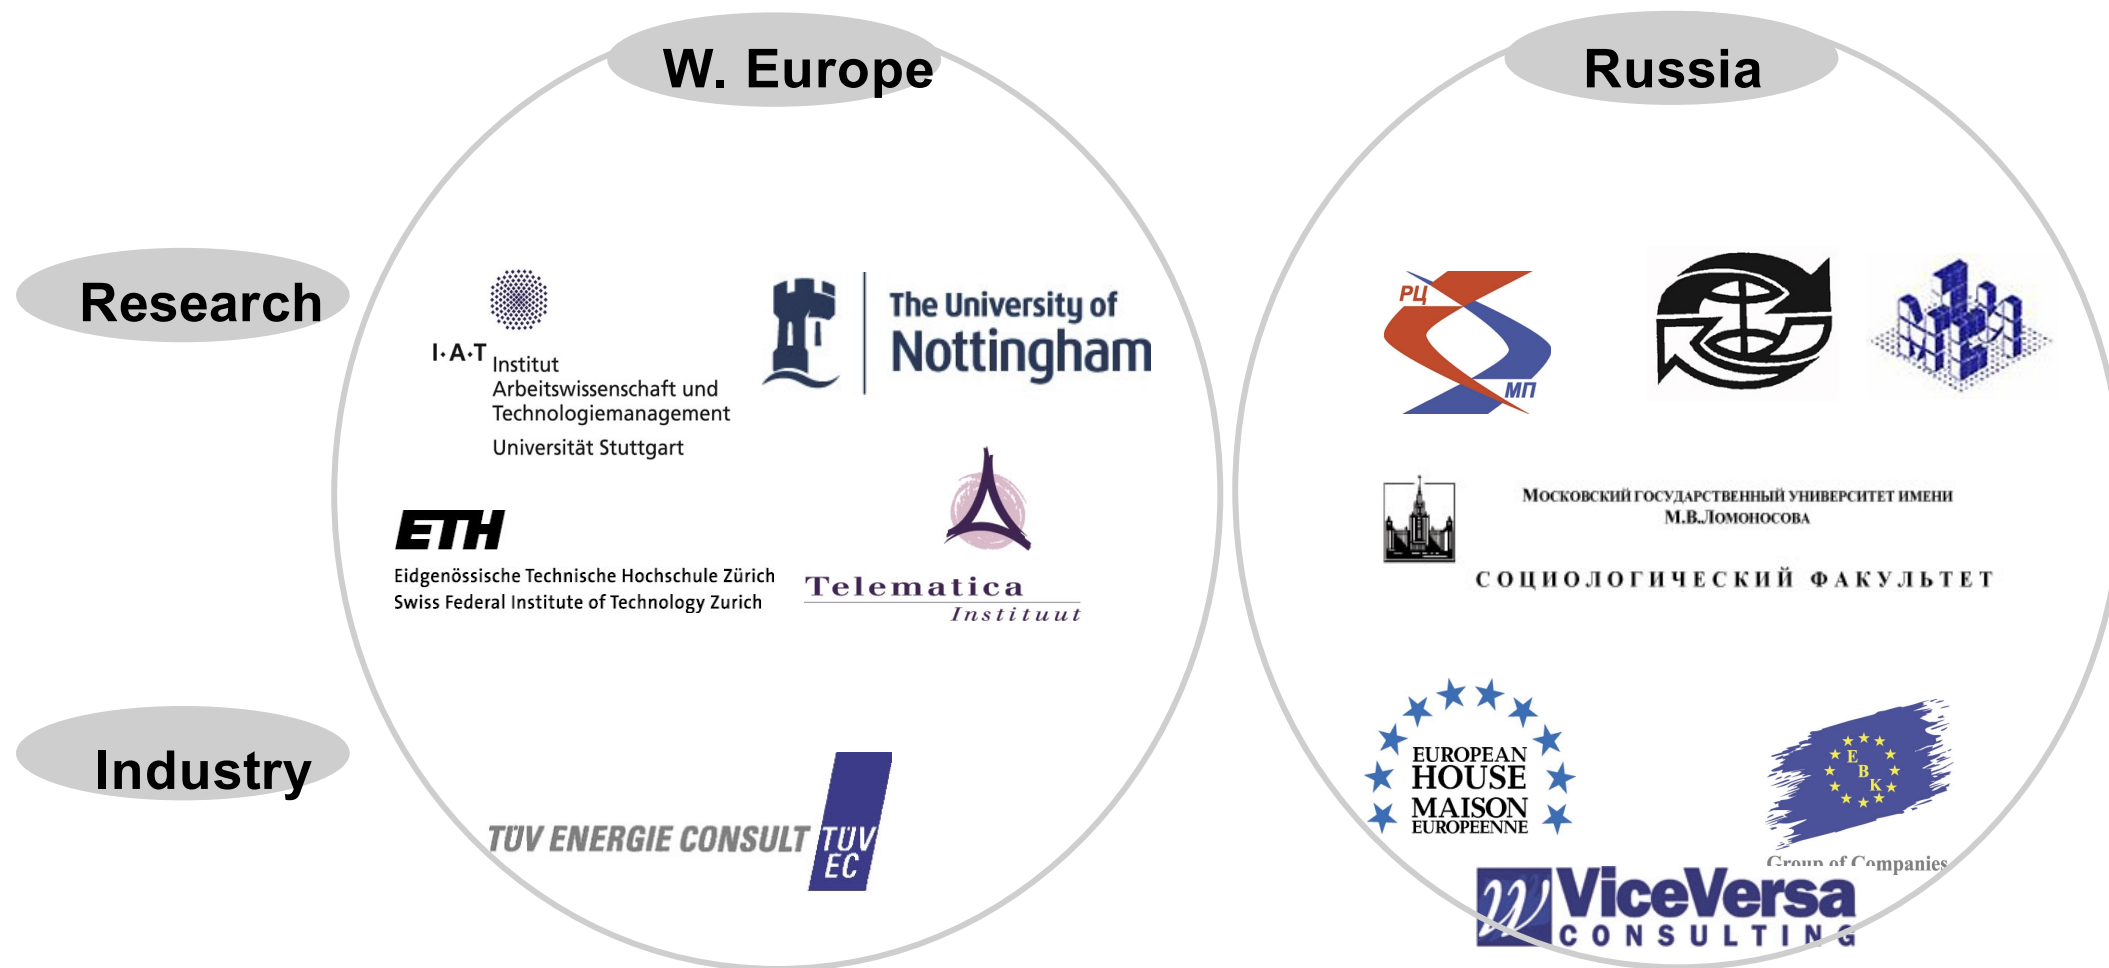 W. Europe
Russia
Research
I·A·T
Institut
Arbeitswissenschaft und
Technologiemanagement
Universität Stuttgart
The University of
Nottingham
ETH
Eidgenössische Technische Hochschule Zürich
Swiss Federal Institute of Technology Zurich
Telematica
Instituut
РЦ
МП
МОСКОВСКИЙ ГОСУДАРСТВЕННЫЙ УНИВЕРСИТЕТ ИМЕНИ
М.В.ЛОМОНОСОВА
СОЦИОЛОГИЧЕСКИЙ ФАКУЛЬТЕТ
Industry
TÜV ENERGIE CONSULT
TÜV
EC
EUROPEAN
HOUSE
MAISON
EUROPEENNE
E
B
K
Group of Companies
ViceVersa
CONSULTING